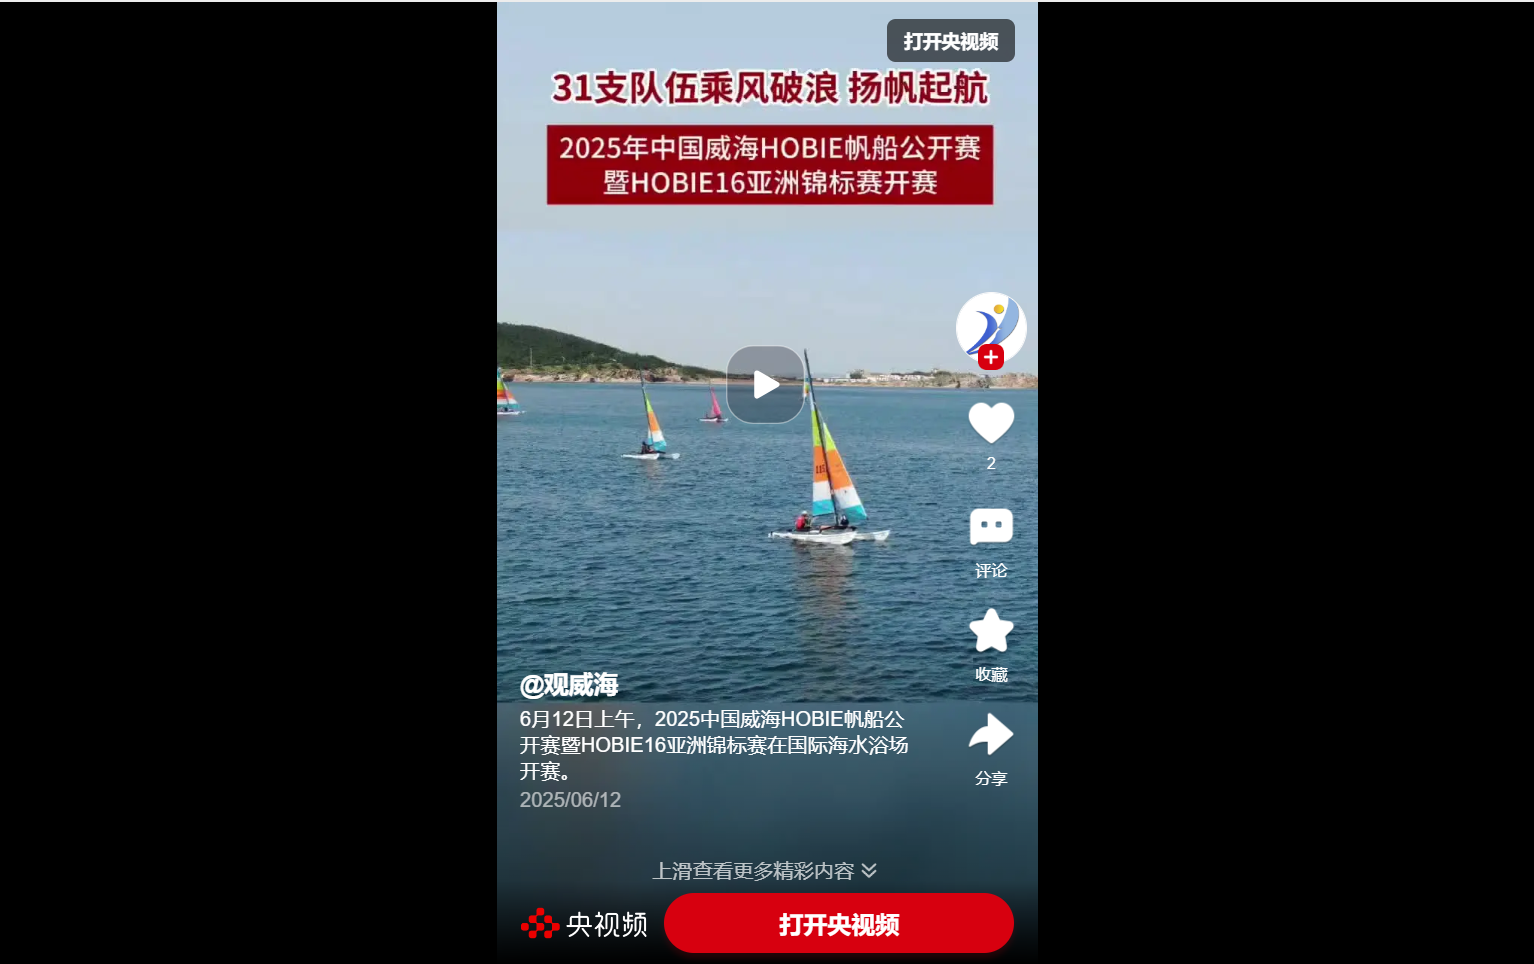 打开央视频
31支队伍乘风破浪 扬帆起航
2025年中国威海HOBIE帆船公开赛
暨HOBIE16亚洲锦标赛开赛
2
评论
收藏
@观威海
6月12日上午，2025中国威海HOBIE帆船公
开赛暨HOBIE16亚洲锦标赛在国际海水浴场
开赛。
2025/06/12
分享
上滑查看更多精彩内容
央视频
打开央视频